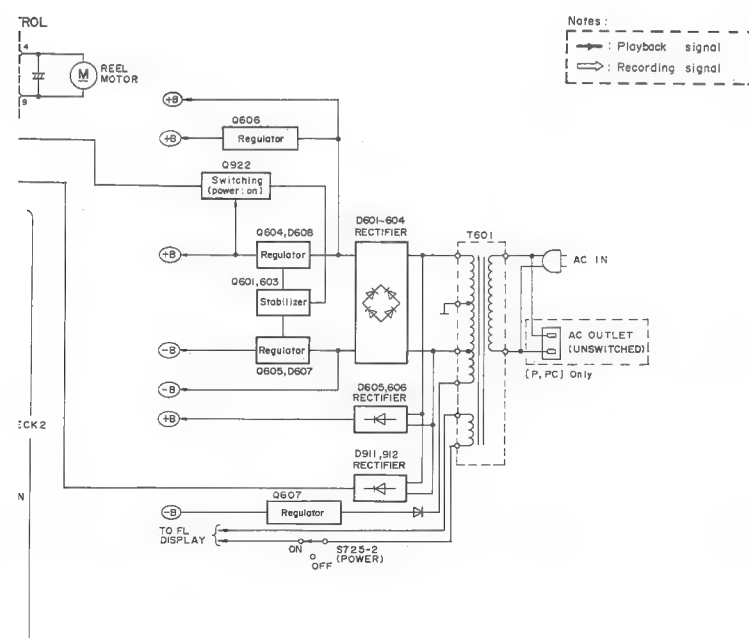 TROL
Notes :
4
: Playback signal
M
REEL
MOTOR
: Recording signal
9
+B
Q606
+B
Regulator
Q922
Switching
(power : on)
D601~604
RECTIFIER
Q604, D608
T601
+B
Regulator
AC IN
Q601, 603
Stabilizer
AC OUTLET
(UNSWITCHED)
-B
Regulator
Q605, D607
(P, PC) Only
-B
D605, 606
RECTIFIER
+B
ECK2
D911, 912
RECTIFIER
N
Q607
-B
Regulator
TO FL
DISPLAY
ON
S725-2
(POWER)
OFF